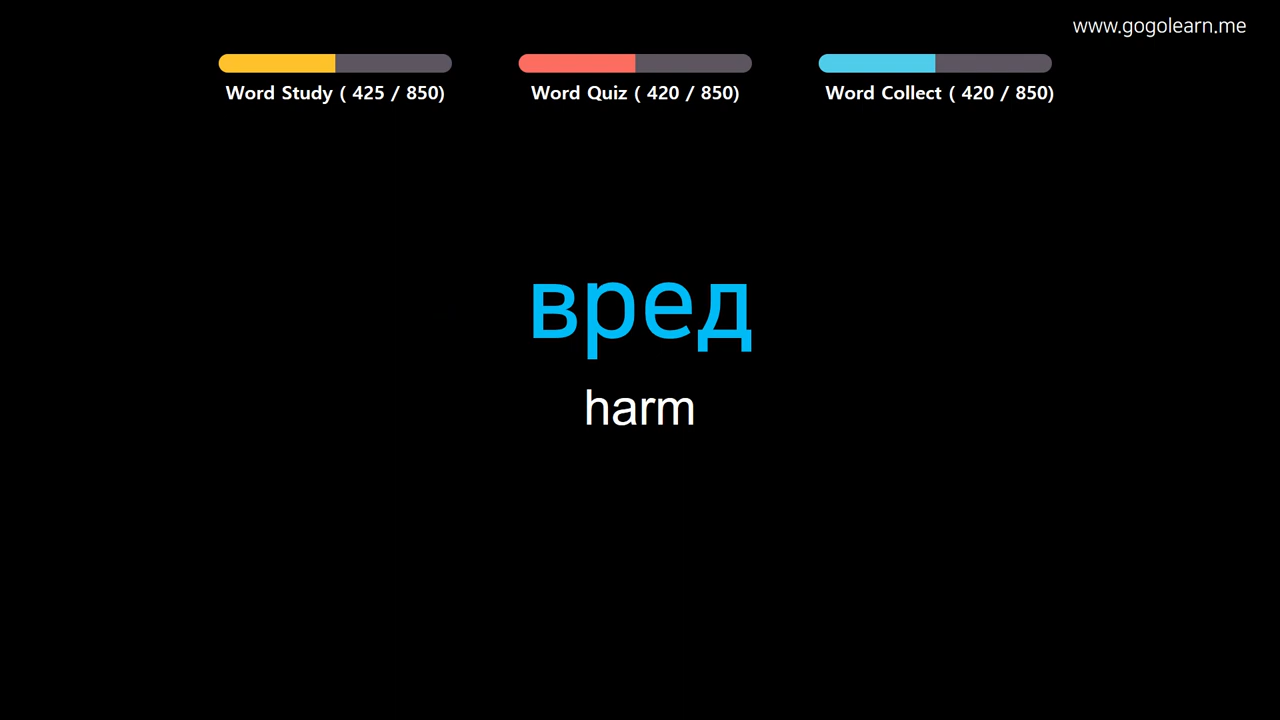 www.gogolearn.me
Word Study ( 425 / 850)
Word Quiz ( 420 / 850)
Word Collect ( 420 / 850)
вред
harm